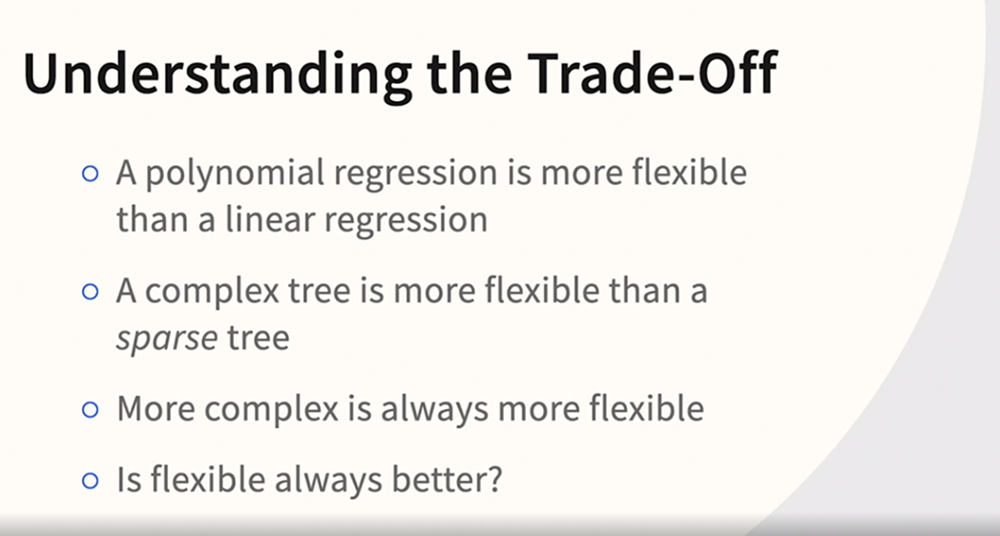 Understanding the Trade-Off
A polynomial regression is more flexible
than a linear regression
A complex tree is more flexible than a
sparse tree
More complex is always more flexible
Is flexible always better?